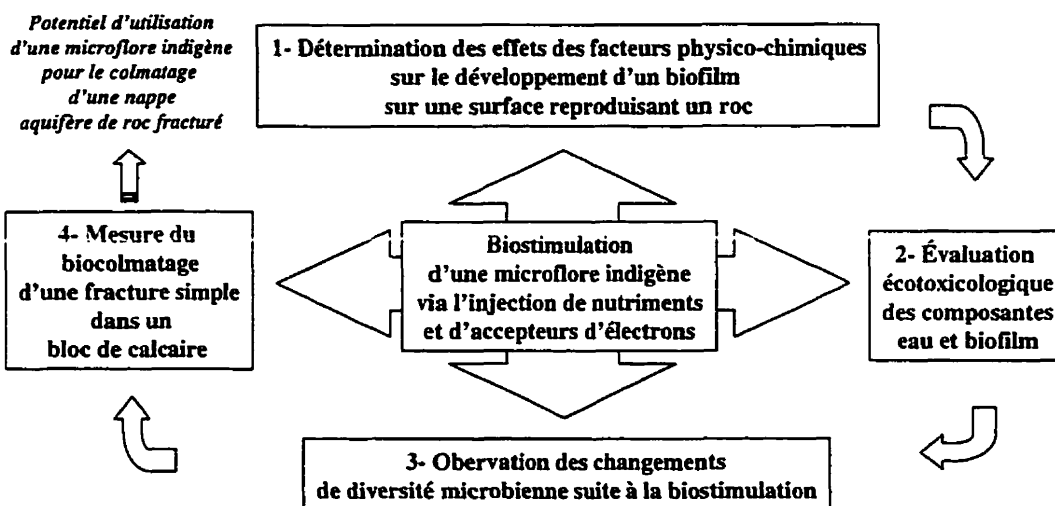 Potentiel d'utilisation
d'une microflore indigène
pour le colmatage
d'une nappe
aquifère de roc fracturé
1- Détermination des effets des facteurs physico-chimiques
sur le développement d'un biofilm
sur une surface reproduisant un roc
4- Mesure du
biocolmatage
d'une fracture simple
dans un
bloc de calcaire
Biostimulation
d'une microflore indigène
via l'injection de nutriments
et d'accepteurs d'électrons
2- Évaluation
écotoxicologique
des composantes
eau et biofilm
3- Obervation des changements
de diversité microbienne suite à la biostimulation